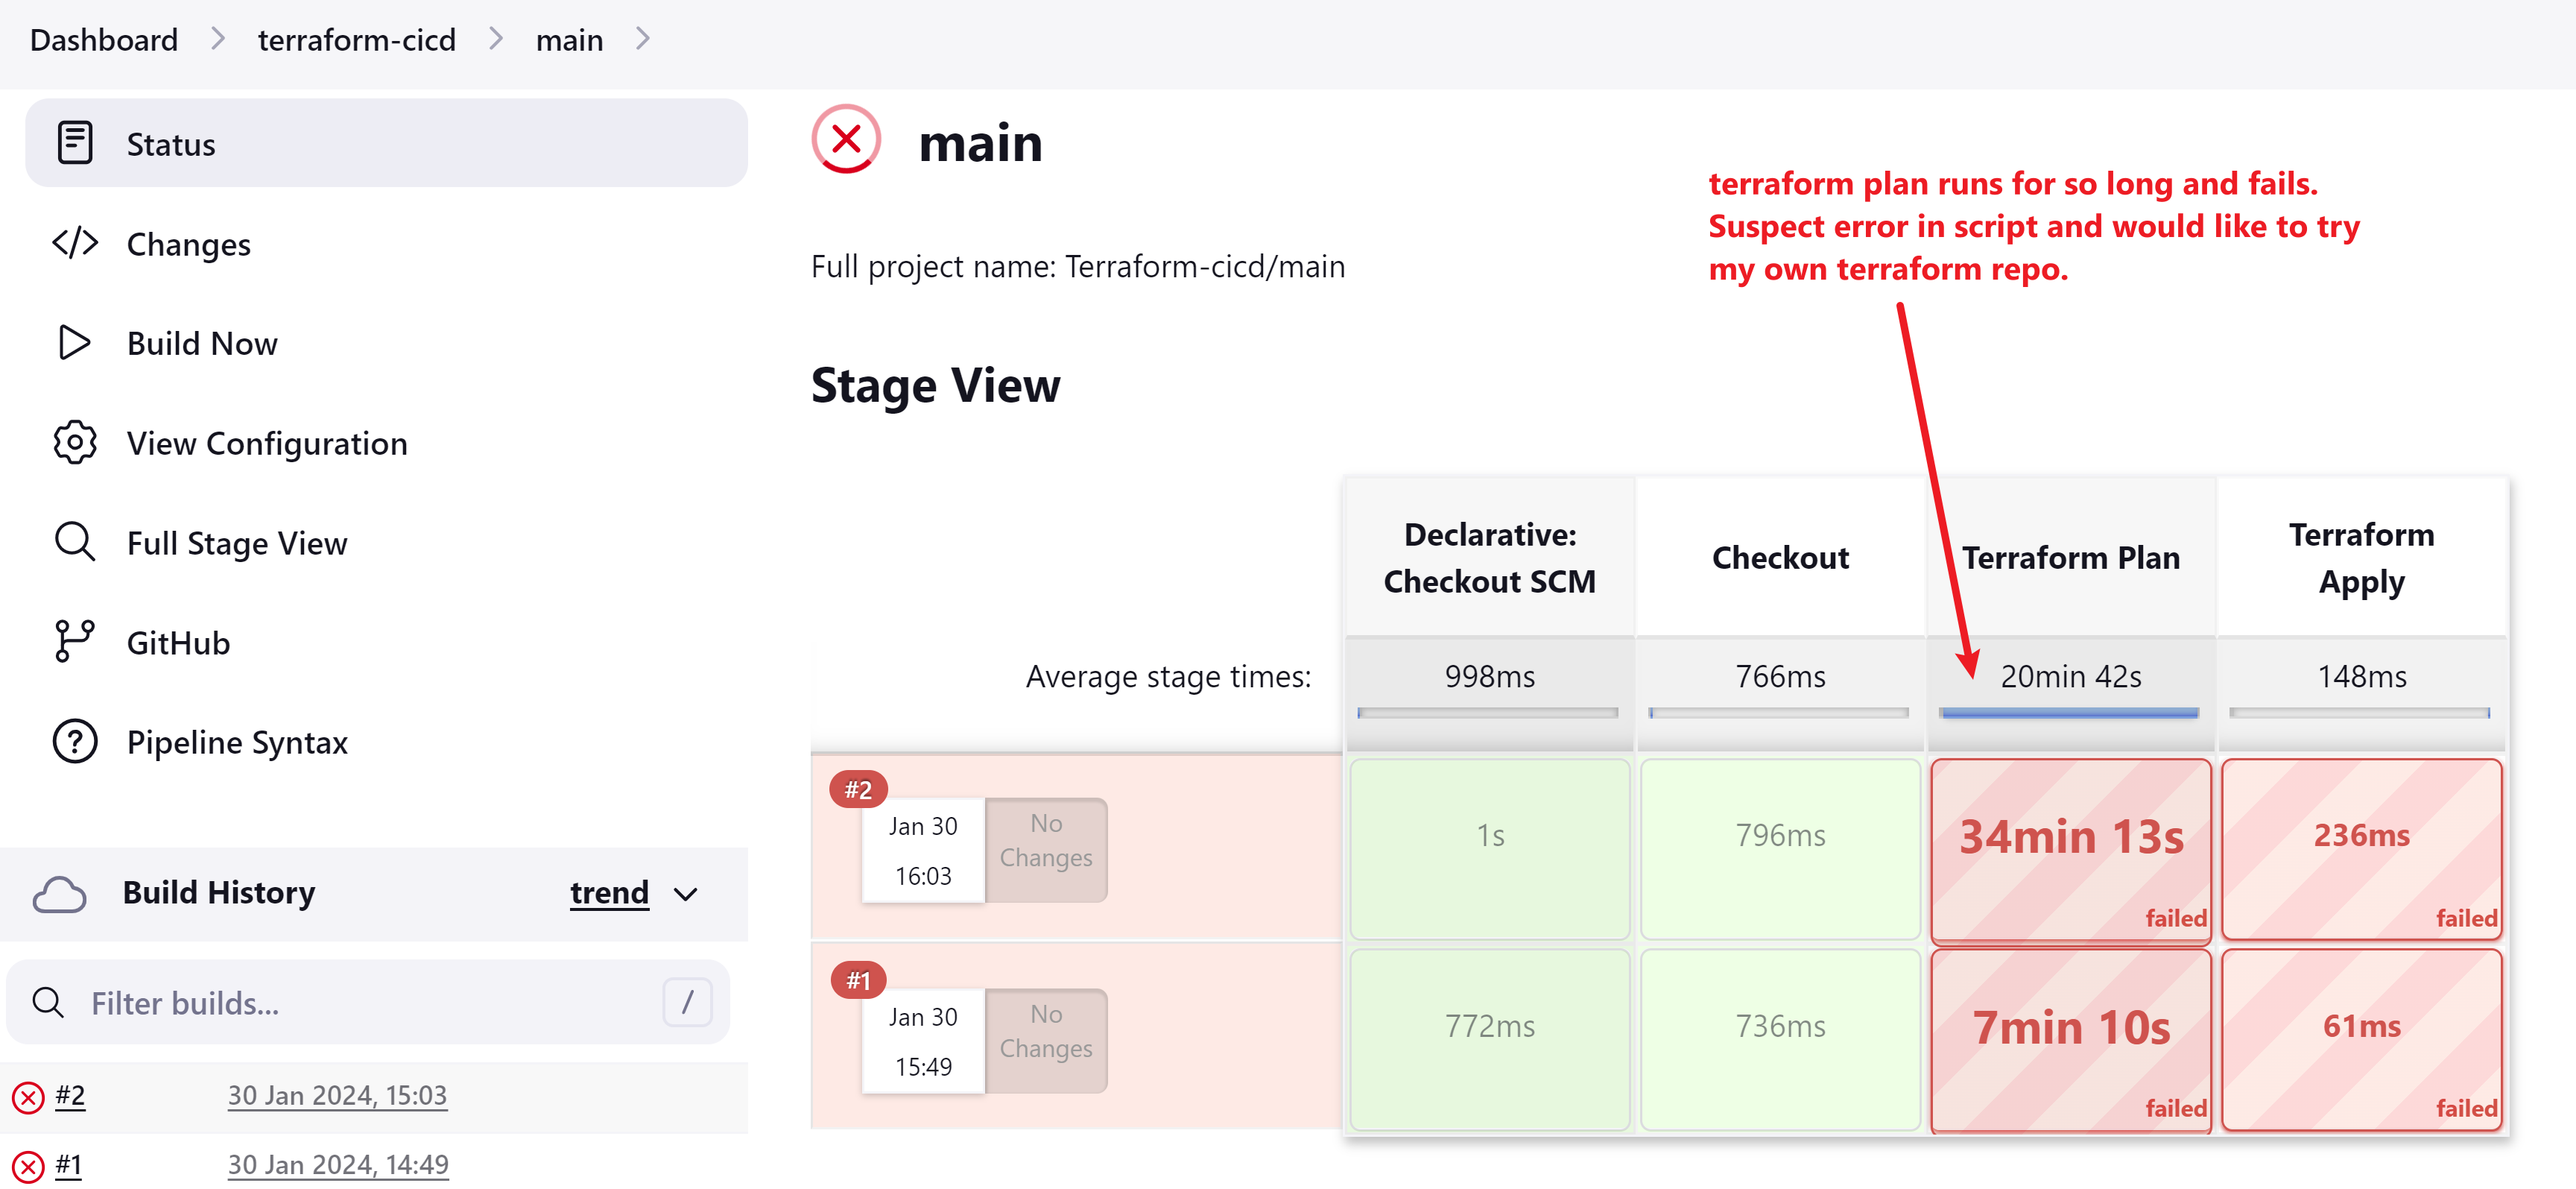 Dashboard > terraform-cicd > main >
Status
Changes
Build Now
View Configuration
Full Stage View
GitHub
Pipeline Syntax
Build History trend
Filter builds... /
#2 30 Jan 2024, 15:03
#1 30 Jan 2024, 14:49
main
Full project name: Terraform-cicd/main
terraform plan runs for so long and fails.
Suspect error in script and would like to try
my own terraform repo.
Stage View
Declarative:
Checkout SCM
Checkout
Terraform Plan
Terraform
Apply
Average stage times: 998ms 766ms 20min 42s 148ms
#2
Jan 30
16:03
No
Changes
1s
796ms
34min 13s
failed
236ms
failed
#1
Jan 30
15:49
No
Changes
772ms
736ms
7min 10s
failed
61ms
failed